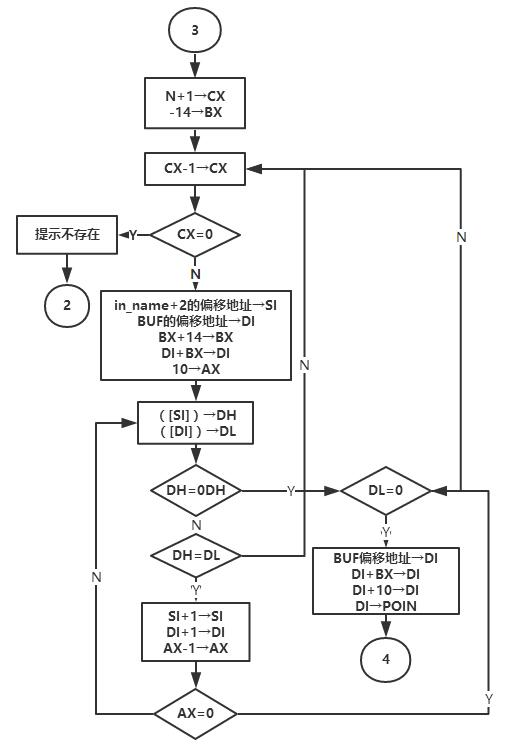 3
N+1→CX
-14→BX
CX-1→CX
N
提示不存在
Y
CX=0
2
N
in_name+2的偏移地址→SI
BUF的偏移地址→DI
BX+14→BX
DI+BX→DI
10→AX
N
（[SI]）→DH
（[DI]）→DL
DH=0DH
Y
DL=0
N
Y
DH=DL
BUF偏移地址→DI
DI+BX→DI
DI+10→DI
DI→POIN
N
Y
SI+1→SI
DI+1→DI
AX-1→AX
4
AX=0
Y